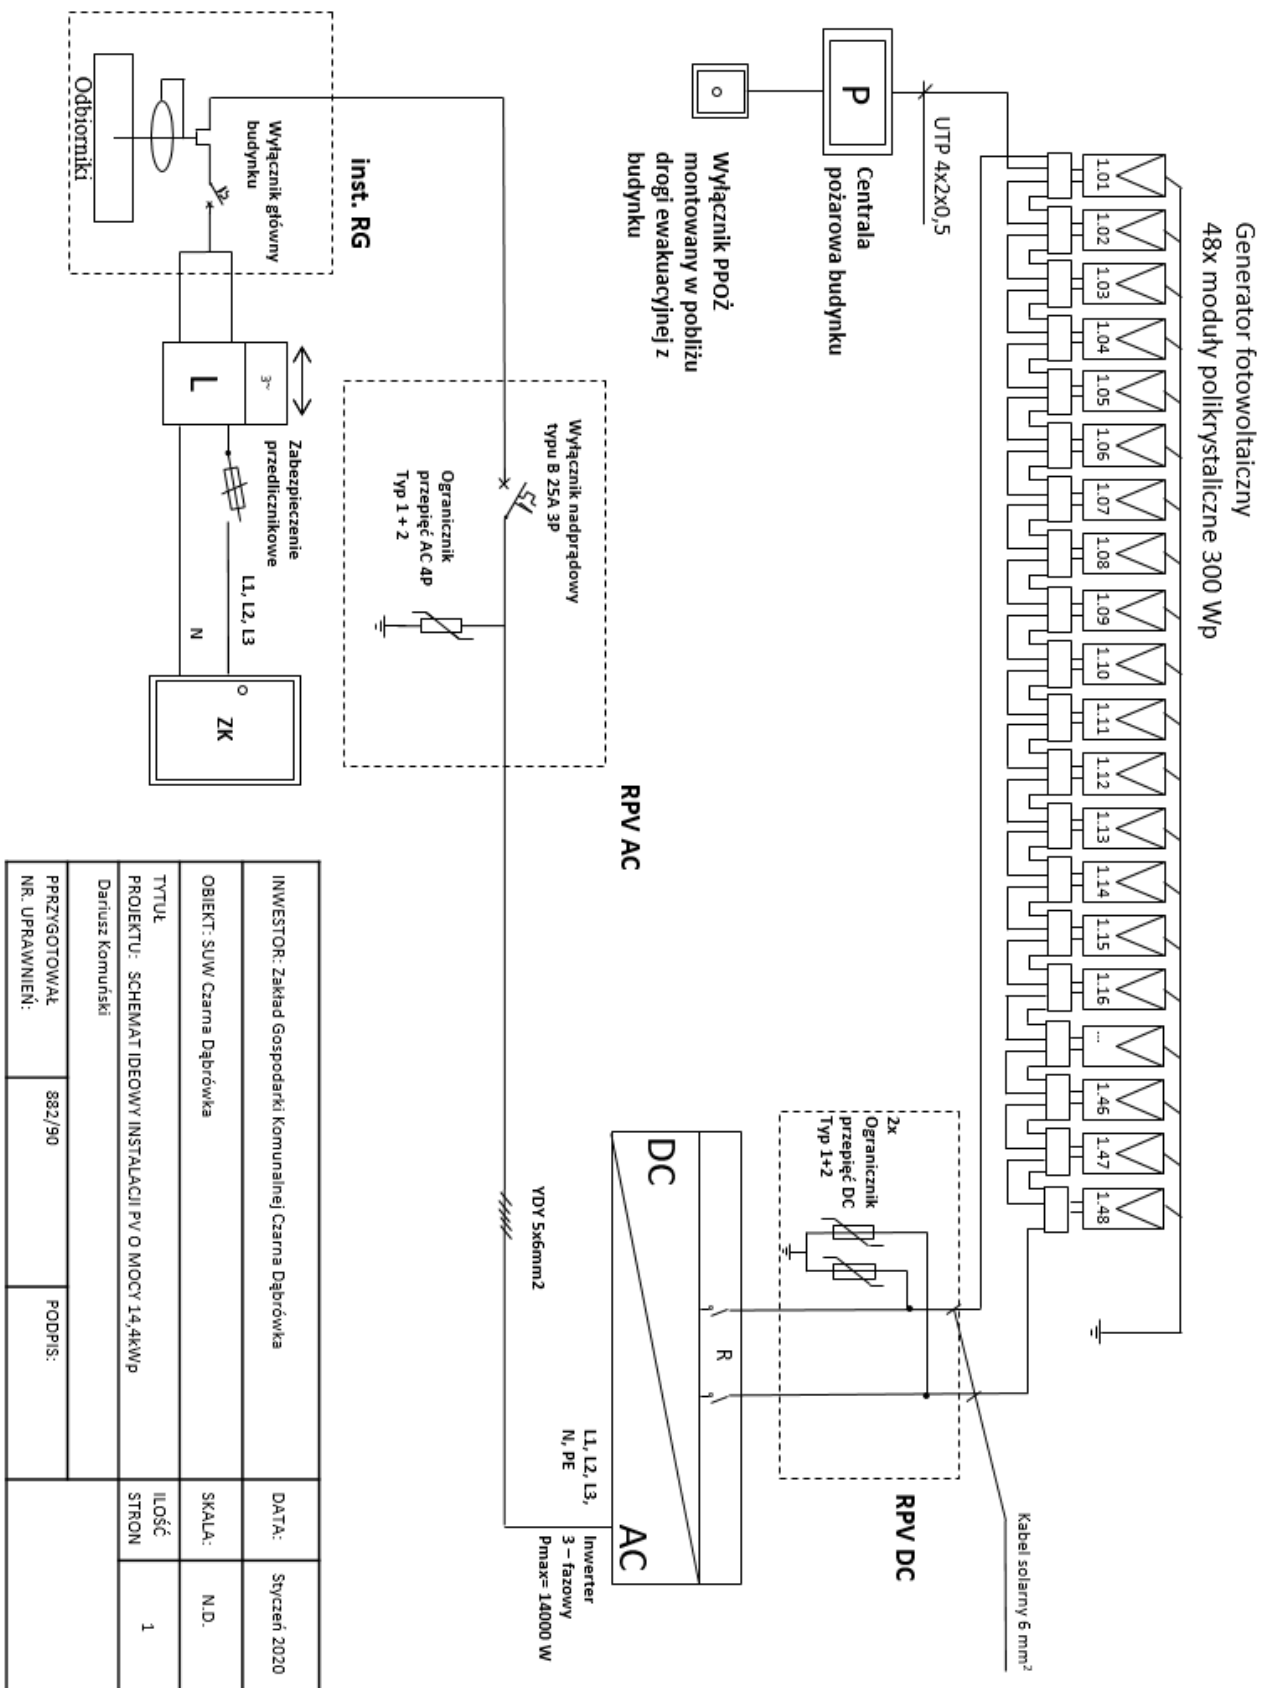 Generator fotowoltaiczny
48x moduły polikrystaliczne 300 Wp
1.01
1.02
1.03
1.04
1.05
1.06
1.07
1.08
1.09
1.10
1.11
1.12
1.13
1.14
1.15
1.16
...
1.46
1.47
1.48
UTP 4x2x0,5
P
Centrala
pożarowa budynku
Wyłącznik PPOŻ
montowany w pobliżu
drogi ewakuacyjnej z
budynku
Kabel solarny 6 mm²
RPV DC
2x
Ogranicznik
przepięć DC
Typ 1+2
R
DC
AC
Inwerter
3 – fazowy
Pmax= 14000 W
L1, L2, L3,
N, PE
YDY 5x6mm2
RPV AC
Wyłącznik nadprądowy
typu B 25A 3P
Ogranicznik
przepięć AC 4P
Typ 1 + 2
inst. RG
Wyłącznik główny
budynku
Odbiorniki
3~
L
Zabezpieczenie
przedlicznikowe
L1, L2, L3
N
ZK
INWESTOR: Zakład Gospodarki Komunalnej Czarna Dąbrówka
DATA:
Styczeń 2020
OBIEKT: SUW Czarna Dąbrówka
SKALA:
N.D.
TYTUŁ
PROJEKTU: SCHEMAT IDEOWY INSTALACJI PV O MOCY 14,4kWp
ILOŚĆ
STRON
1
Dariusz Komuński
PPRZYGOTOWAŁ
NR. UPRAWNIEŃ:
882/90
PODPIS: